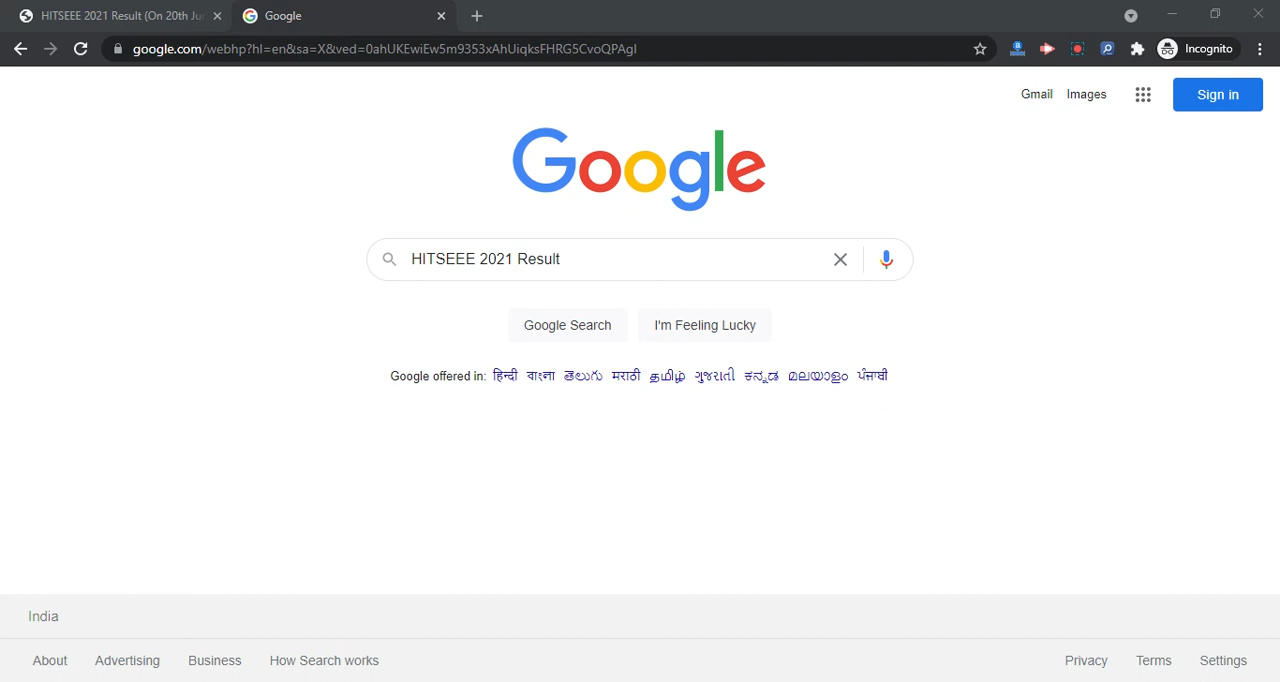 HITSEEE 2021 Result (On 20th Ju
Google
google.com/webhp?hl=en&sa=X&ved=0ahUKEwiEw5m9353xAhUiqksFHRG5CvoQPAgI
Incognito
Gmail Images
Sign in
Google
HITSEEE 2021 Result
Google Search I'm Feeling Lucky
Google offered in: हिन्दी বাংলা తెలుగు मराठी தமிழ் ગુજરાતી ಕನ್ನಡ മലയാളം ਪੰਜਾਬੀ
India
About Advertising Business How Search works
Privacy Terms Settings